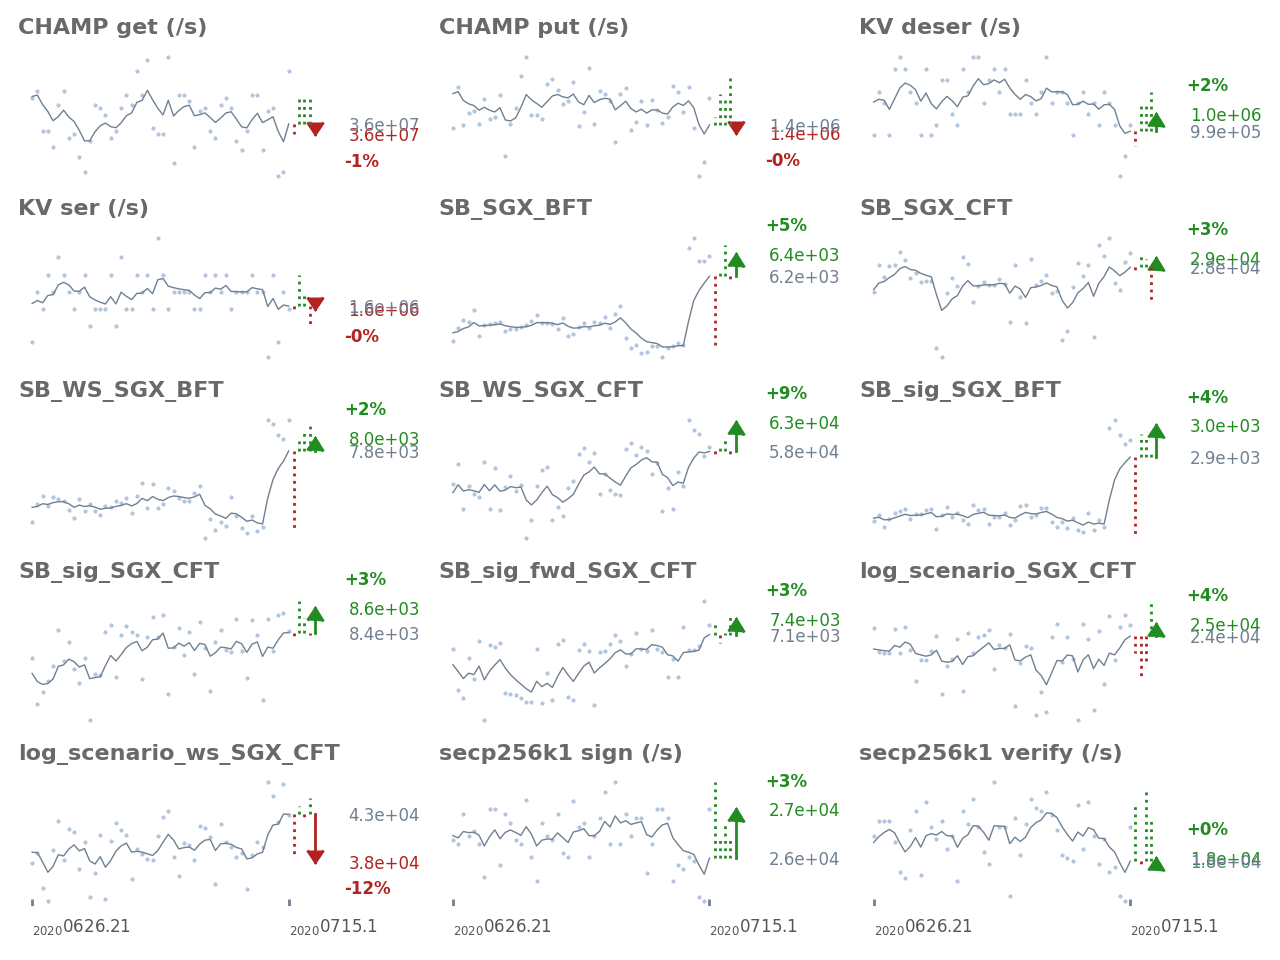 CHAMP get (/s)
3.6e+07
3.6e+07
-1%
CHAMP put (/s)
1.4e+06
1.4e+06
-0%
KV deser (/s)
+2%
1.0e+06
9.9e+05
KV ser (/s)
1.6e+06
1.6e+06
-0%
SB_SGX_BFT
+5%
6.4e+03
6.2e+03
SB_SGX_CFT
+3%
2.9e+04
2.8e+04
SB_WS_SGX_BFT
+2%
8.0e+03
7.8e+03
SB_WS_SGX_CFT
+9%
6.3e+04
5.8e+04
SB_sig_SGX_BFT
+4%
3.0e+03
2.9e+03
SB_sig_SGX_CFT
+3%
8.6e+03
8.4e+03
SB_sig_fwd_SGX_CFT
+3%
7.4e+03
7.1e+03
log_scenario_SGX_CFT
+4%
2.5e+04
2.4e+04
log_scenario_ws_SGX_CFT
4.3e+04
3.8e+04
-12%
secp256k1 sign (/s)
+3%
2.7e+04
2.6e+04
secp256k1 verify (/s)
+0%
1.8e+04
1.8e+04
20200626.21
20200715.1
20200626.21
20200715.1
20200626.21
20200715.1